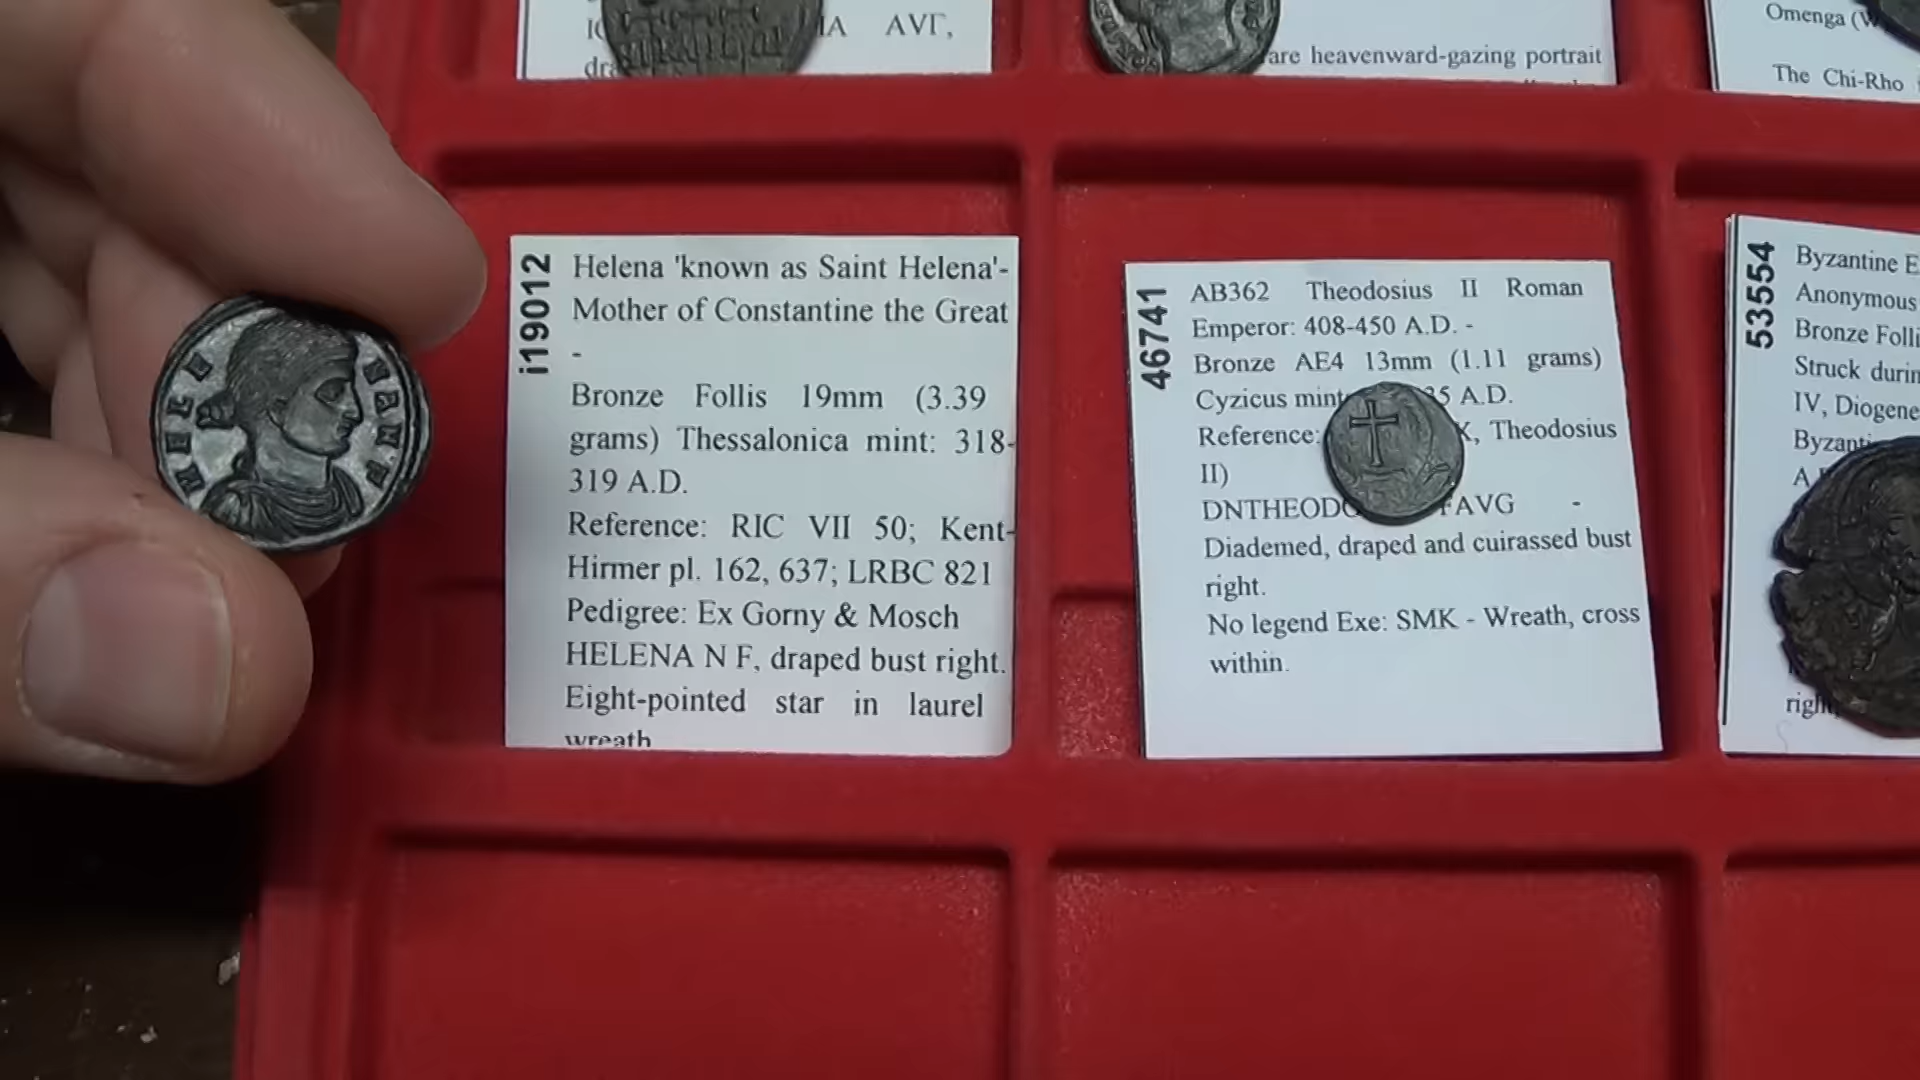 IA AVΓ,
are heavenward-gazing portrait
The Chi-Rho
i19012
Helena 'known as Saint Helena'-
Mother of Constantine the Great
-
Bronze Follis 19mm (3.39
grams) Thessalonica mint: 318-
319 A.D.
Reference: RIC VII 50; Kent-
Hirmer pl. 162, 637; LRBC 821
Pedigree: Ex Gorny & Mosch
HELENA N F, draped bust right.
Eight-pointed star in laurel
wreath
46741
AB362 Theodosius II Roman
Emperor: 408-450 A.D. -
Bronze AE4 13mm (1.11 grams)
Cyzicus mint 35 A.D.
Reference: K, Theodosius
II)
DNTHEODO FAVG -
Diademed, draped and cuirassed bust
right.
No legend Exe: SMK - Wreath, cross
within.
53554
Byzantine E
Anonymous
Bronze Folli
Struck durin
IV, Diogene
Byzanti
A
Omenga